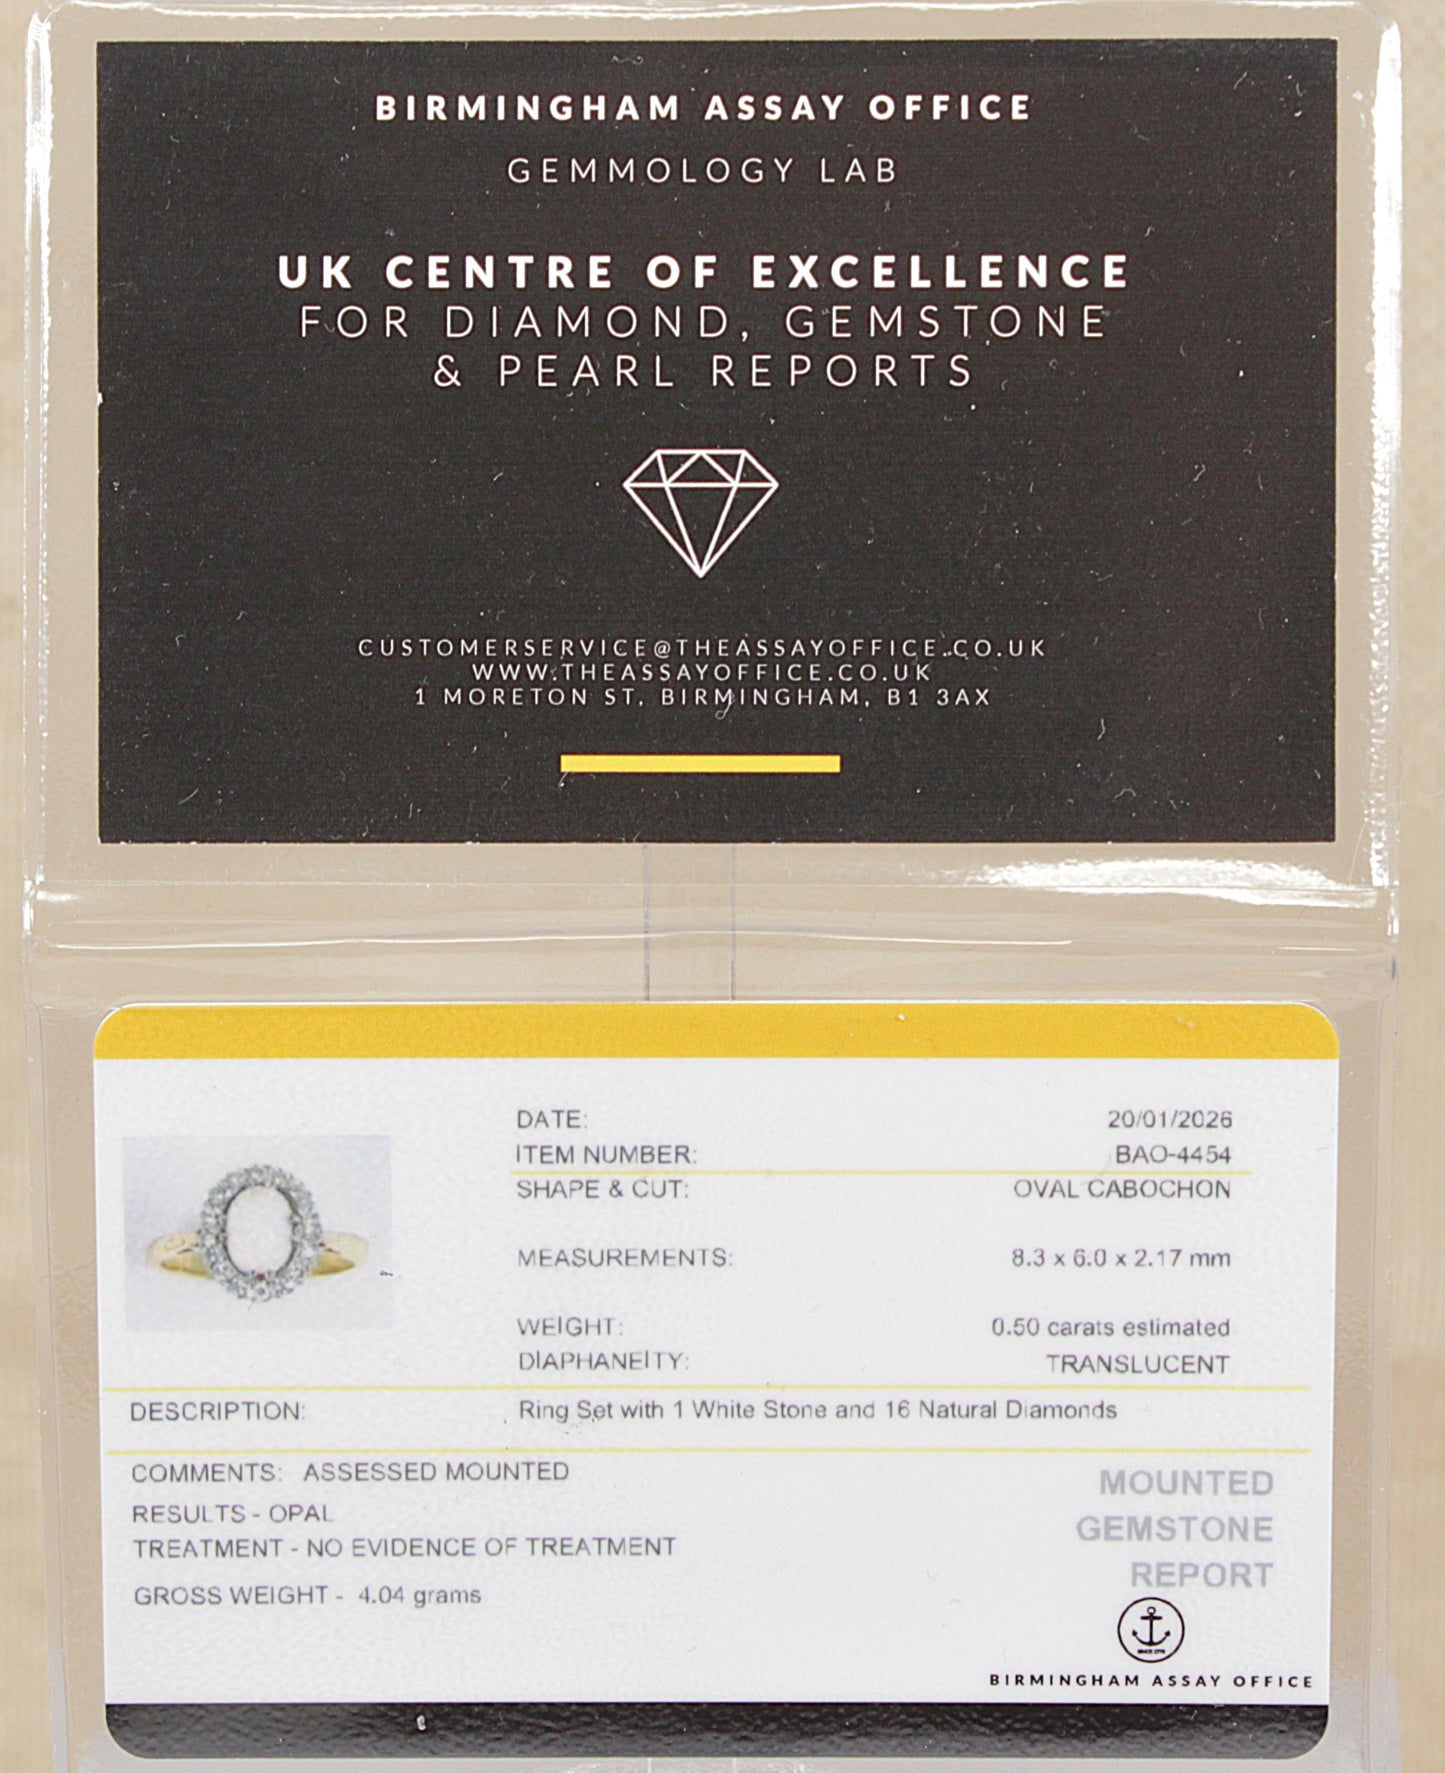 BIRMINGHAM ASSAY OFFICE
GEMMOLOGY LAB
UK CENTRE OF EXCELLENCE
FOR DIAMOND, GEMSTONE
& PEARL REPORTS
CUSTOMERSERVICE@THEASSAYOFFICE.CO.UK
WWW.THEASSAYOFFICE.CO.UK
1 MORETON ST, BIRMINGHAM, B1 3AX
DATE: 20/01/2026
ITEM NUMBER: BAO-4454
SHAPE & CUT: OVAL CABOCHON
MEASUREMENTS: 8.3 x 6.0 x 2.17 mm
WEIGHT: 0.50 carats estimated
DIAPHANEITY: TRANSLUCENT
DESCRIPTION: Ring Set with 1 White Stone and 16 Natural Diamonds
COMMENTS: ASSESSED MOUNTED
RESULTS - OPAL
TREATMENT - NO EVIDENCE OF TREATMENT
GROSS WEIGHT - 4.04 grams
MOUNTED
GEMSTONE
REPORT
BIRMINGHAM ASSAY OFFICE